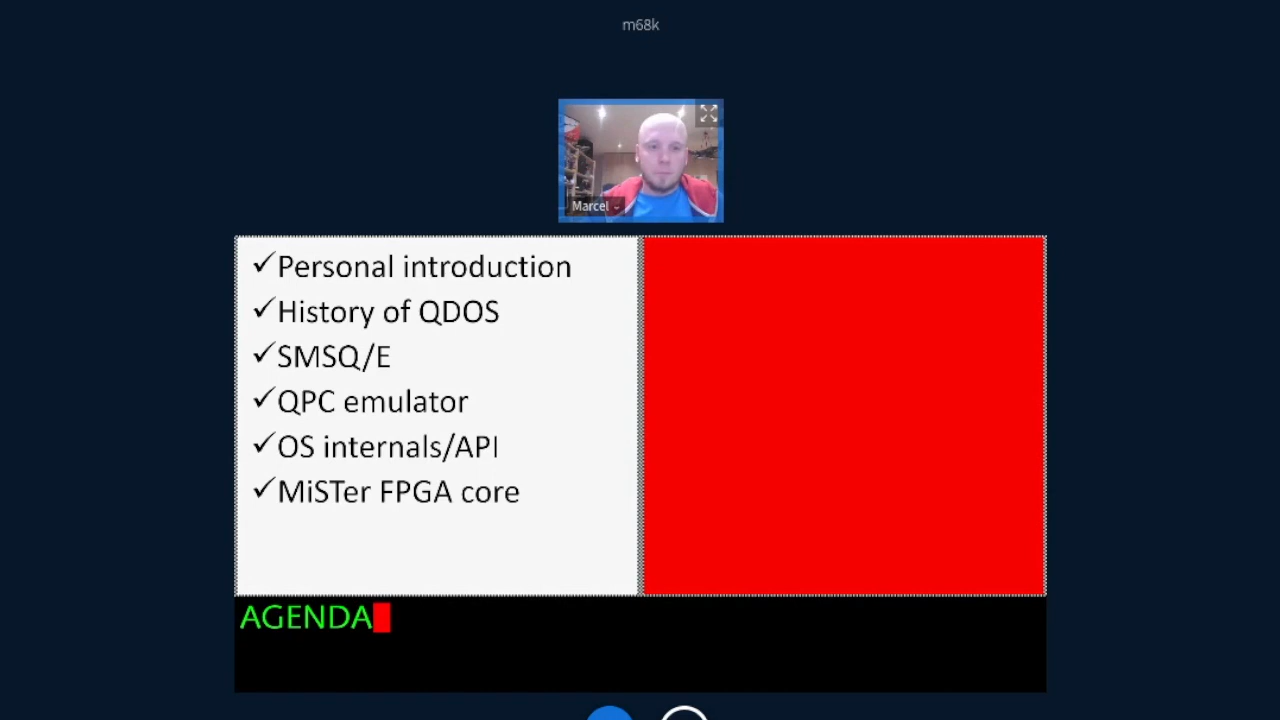 m68k
Marcel
✓Personal introduction
✓History of QDOS
✓SMSQ/E
✓QPC emulator
✓OS internals/API
✓MiSTer FPGA core
AGENDA